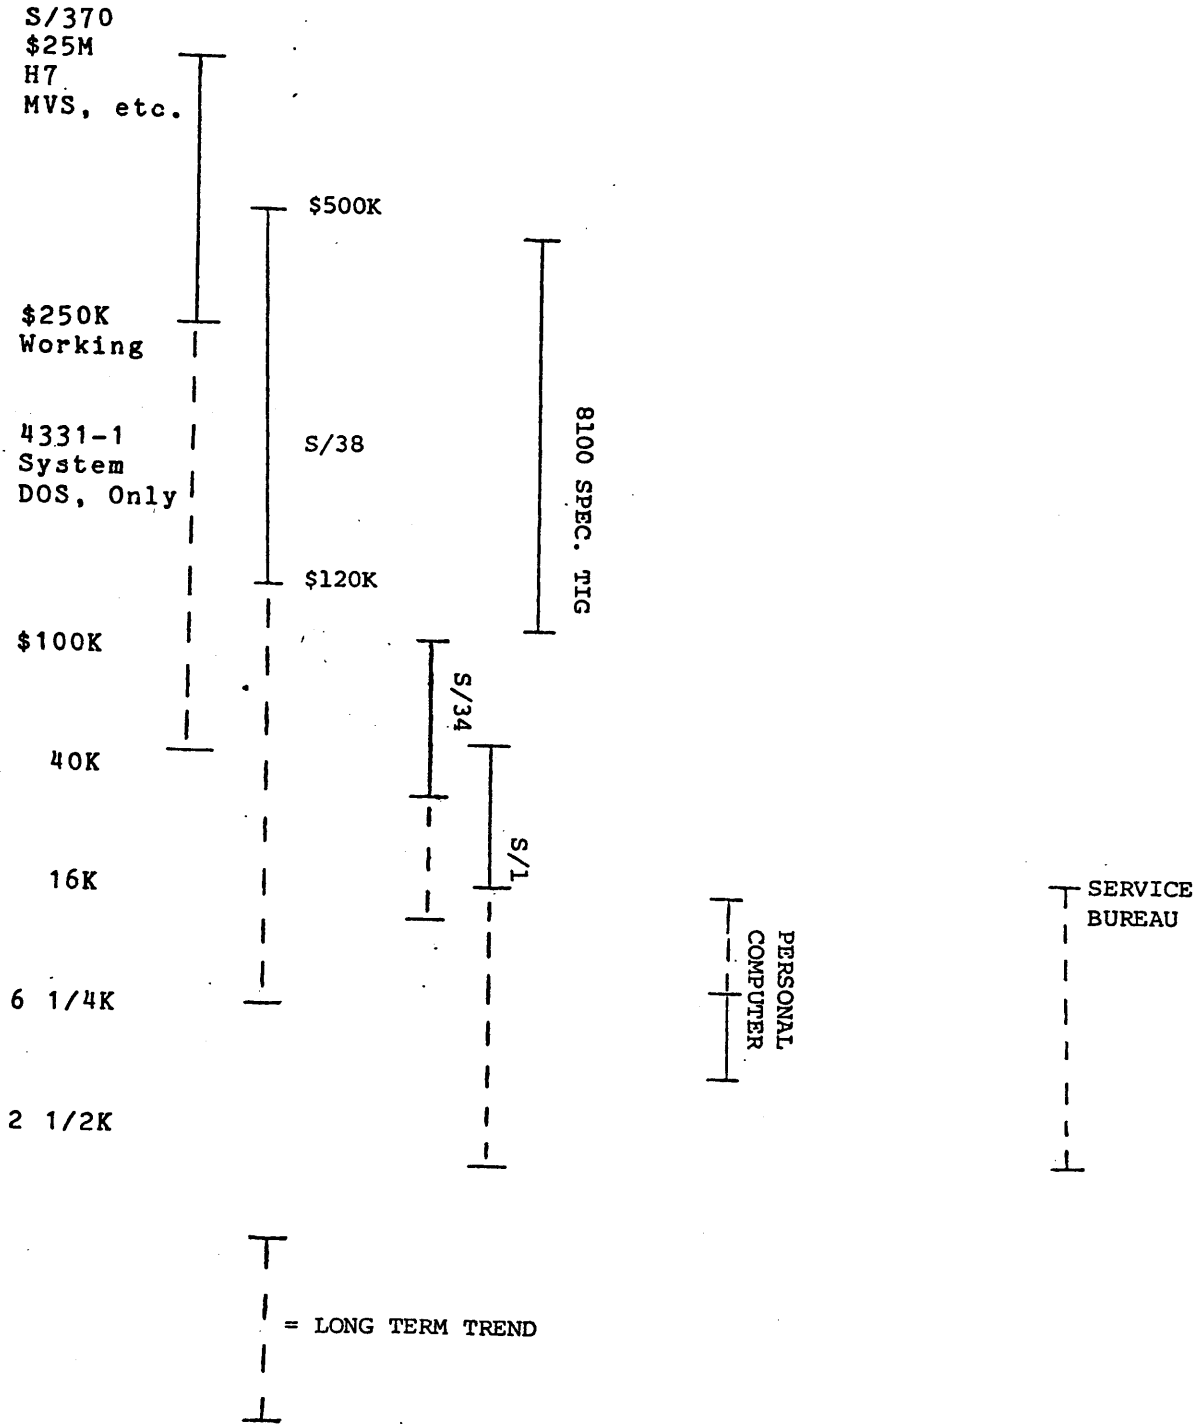 S/370
$25M
H7
MVS, etc.
$500K
$250K
Working
4331-1
System
DOS, Only
S/38
8100 SPEC. TIG
$120K
$100K
S/34
40K
S/1
16K
SERVICE
BUREAU
PERSONAL
COMPUTER
6 1/4K
2 1/2K
= LONG TERM TREND